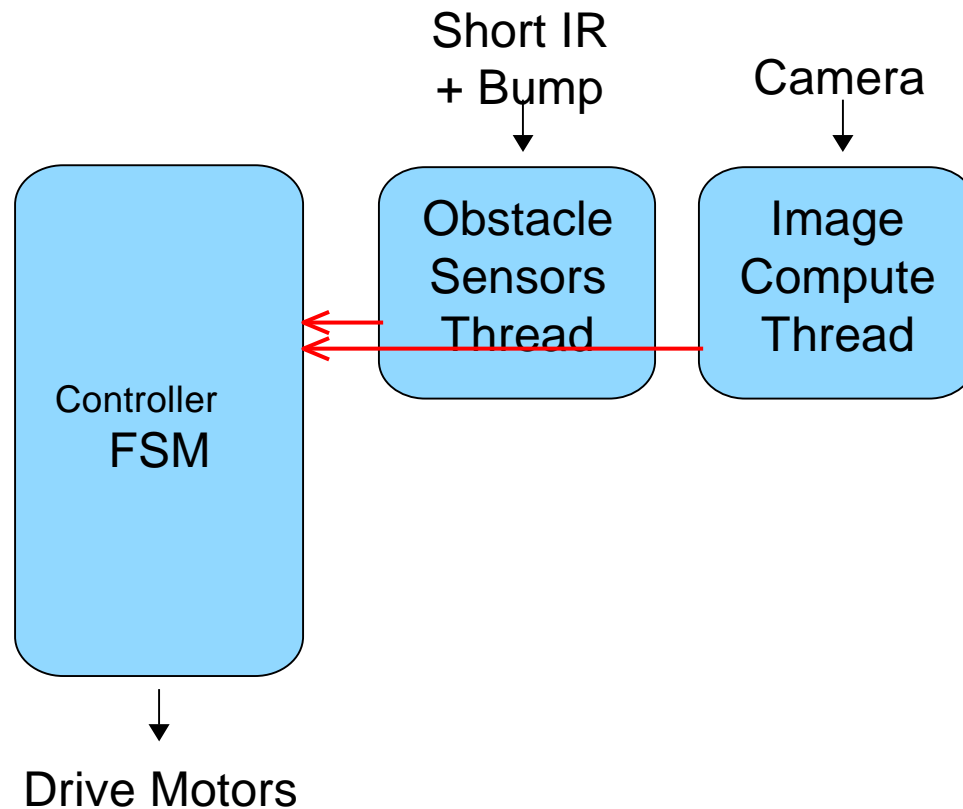 Short IR
+ Bump
Camera
Obstacle
Sensors
Thread
Image
Compute
Thread
Controller
FSM
Drive Motors